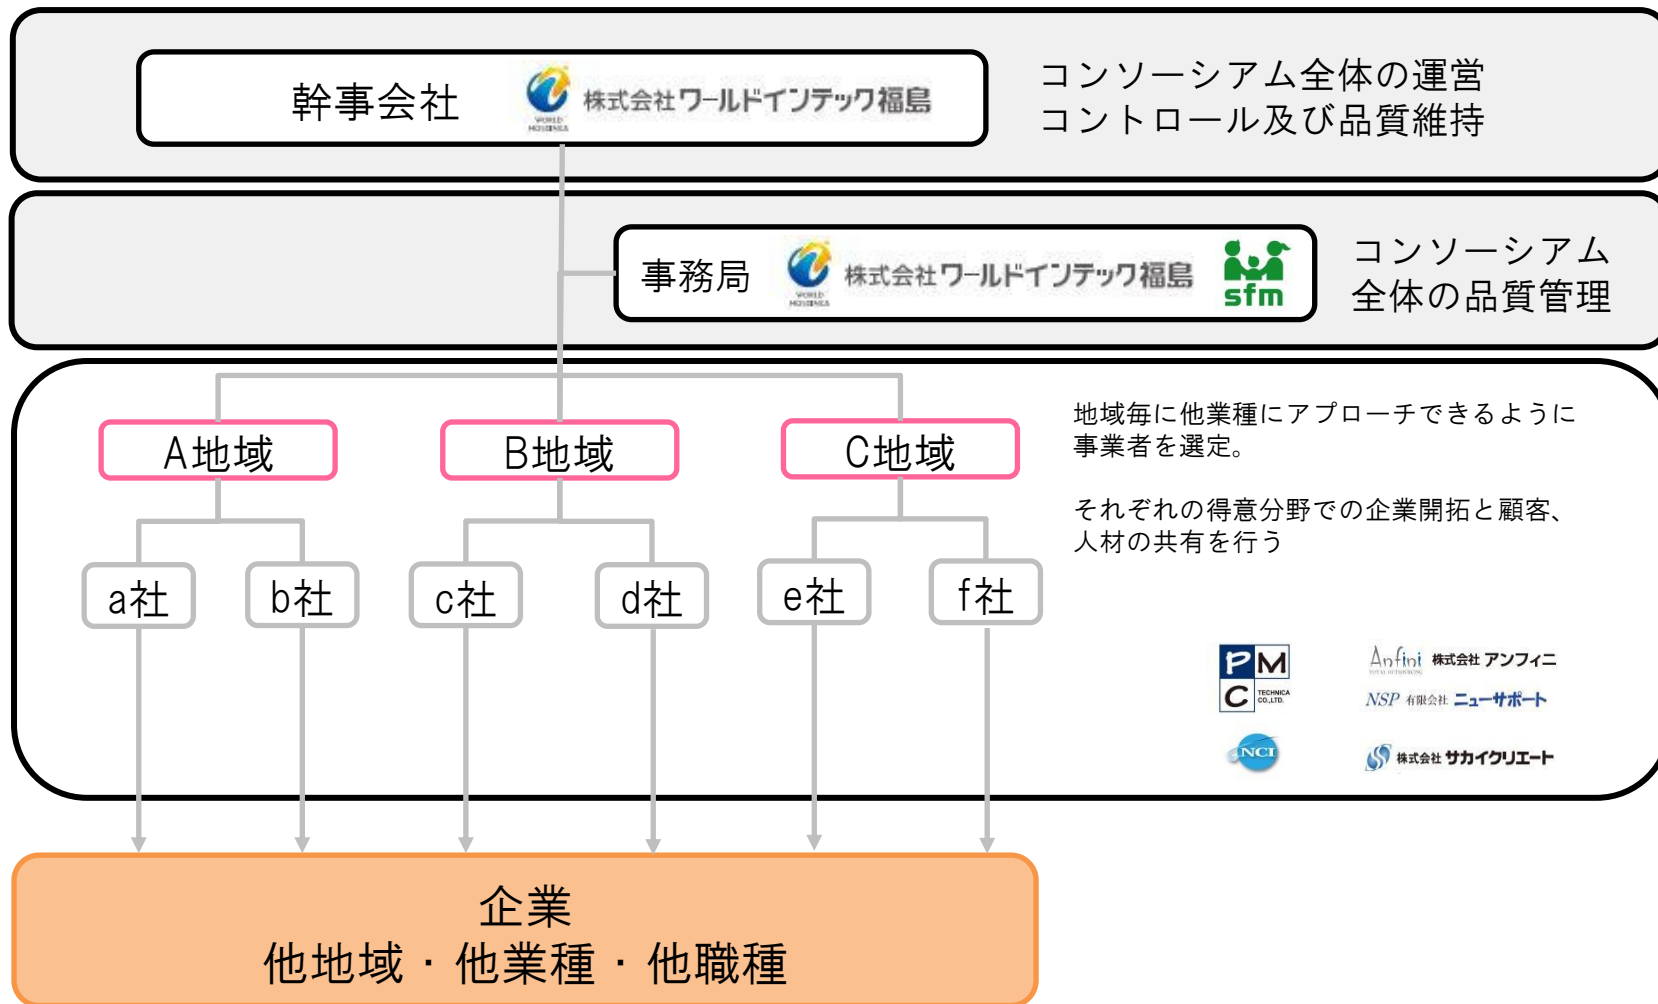 幹事会社
WORLD
HOLDINGS
株式会社ワールドインテック福島
コンソーシアム全体の運営
コントロール及び品質維持
事務局
WORLD
HOLDINGS
株式会社ワールドインテック福島
sfm
コンソーシアム
全体の品質管理
A地域
B地域
C地域
地域毎に他業種にアプローチできるように
事業者を選定。
それぞれの得意分野での企業開拓と顧客、
人材の共有を行う
a社
b社
c社
d社
e社
f社
PMC
TECHNICA
CO.,LTD.
Anfini 株式会社 アンフィニ
TOTAL OUTSOURCING
NSP 有限会社 ニューサポート
NCI
株式会社 サカイクリエート
企業
他地域・他業種・他職種